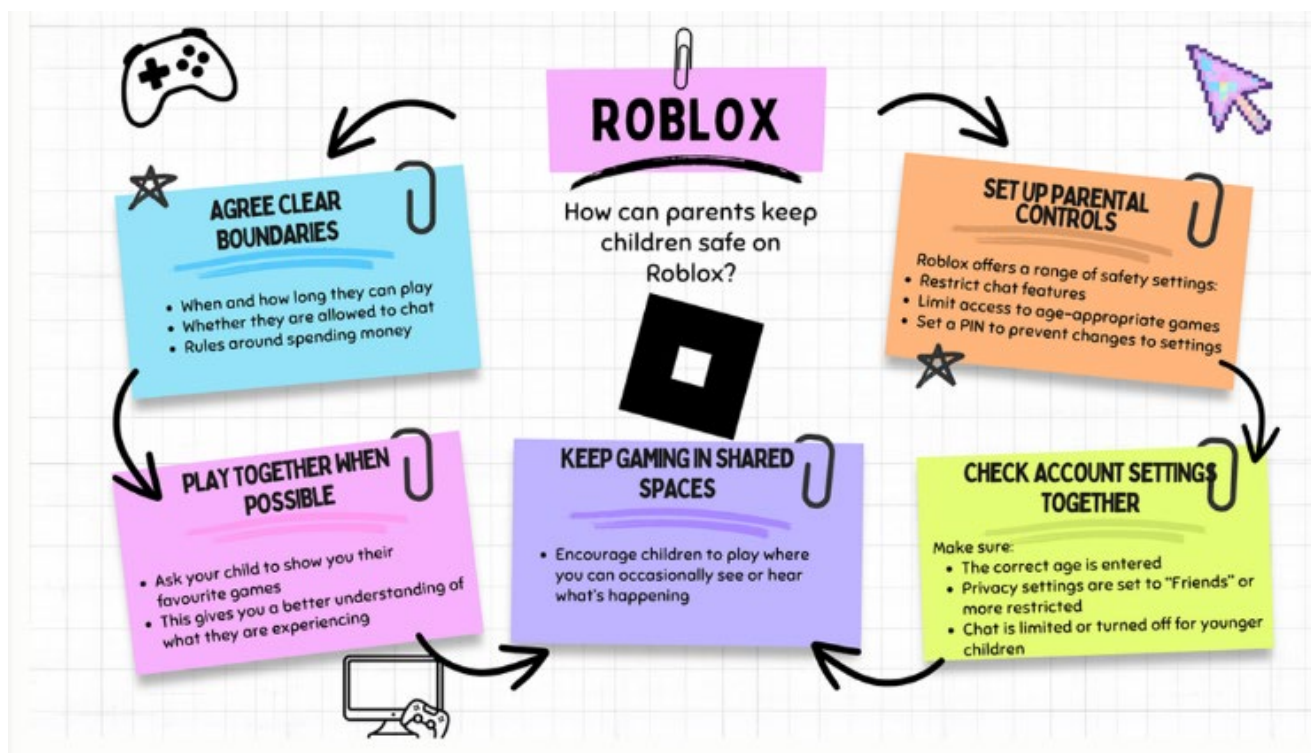 ROBLOX
How can parents keep
children safe on
Roblox?
AGREE CLEAR
BOUNDARIES
• When and how long they can play
• Whether they are allowed to chat
• Rules around spending money
SET UP PARENTAL
CONTROLS
Roblox offers a range of safety settings:
• Restrict chat features
• Limit access to age-appropriate games
• Set a PIN to prevent changes to settings
PLAY TOGETHER WHEN
POSSIBLE
• Ask your child to show you their
favourite games
• This gives you a better understanding of
what they are experiencing
KEEP GAMING IN SHARED
SPACES
• Encourage children to play where
you can occasionally see or hear
what's happening
CHECK ACCOUNT SETTINGS
TOGETHER
Make sure:
• The correct age is entered
• Privacy settings are set to "Friends" or
more restricted
• Chat is limited or turned off for younger
children